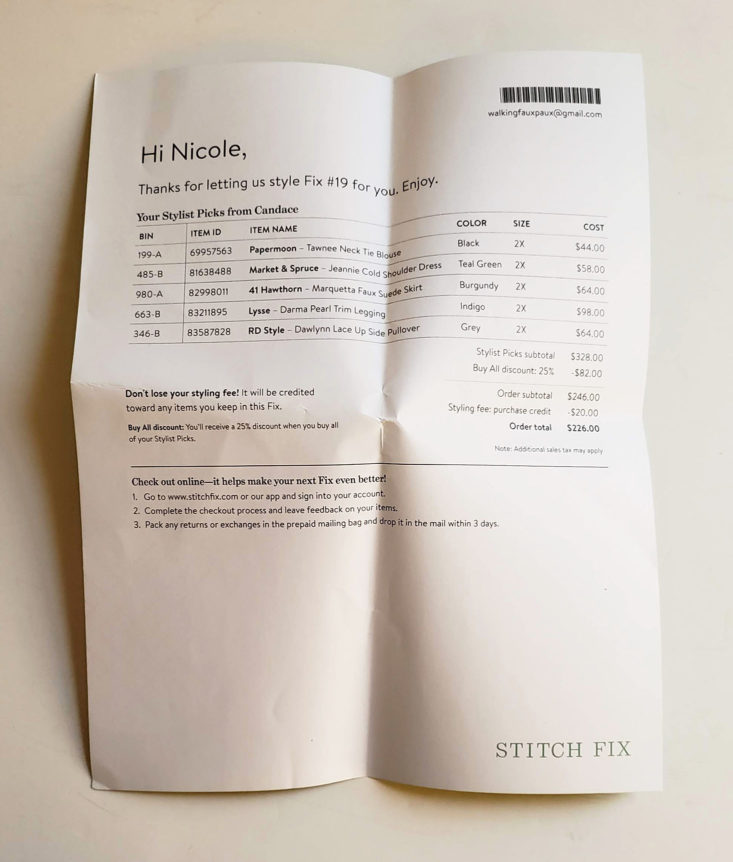 walkingfauxpaux@gmail.com
Hi Nicole,
Thanks for letting us style Fix #19 for you. Enjoy.
Your Stylist Picks from Candace
BIN ITEM ID ITEM NAME COLOR SIZE COST
199-A 69957563 Papermoon – Tawnee Neck Tie Blouse Black 2X $44.00
485-B 81638488 Market & Spruce – Jeannie Cold Shoulder Dress Teal Green 2X $58.00
980-A 82998011 41 Hawthorn – Marquetta Faux Suede Skirt Burgundy 2X $64.00
663-B 83211895 Lysse – Darma Pearl Trim Legging Indigo 2X $98.00
346-B 83587828 RD Style – Dawlynn Lace Up Side Pullover Grey 2X $64.00
Stylist Picks subtotal $328.00
Buy All discount: 25% -$82.00
Order subtotal $246.00
Styling fee: purchase credit -$20.00
Order total $226.00
Note: Additional sales tax may apply
Don't lose your styling fee! It will be credited
toward any items you keep in this Fix.
Buy All discount: You'll receive a 25% discount when you buy all
of your Stylist Picks.
Check out online—it helps make your next Fix even better!
1. Go to www.stitchfix.com or our app and sign into your account.
2. Complete the checkout process and leave feedback on your items.
3. Pack any returns or exchanges in the prepaid mailing bag and drop it in the mail within 3 days.
STITCH FIX